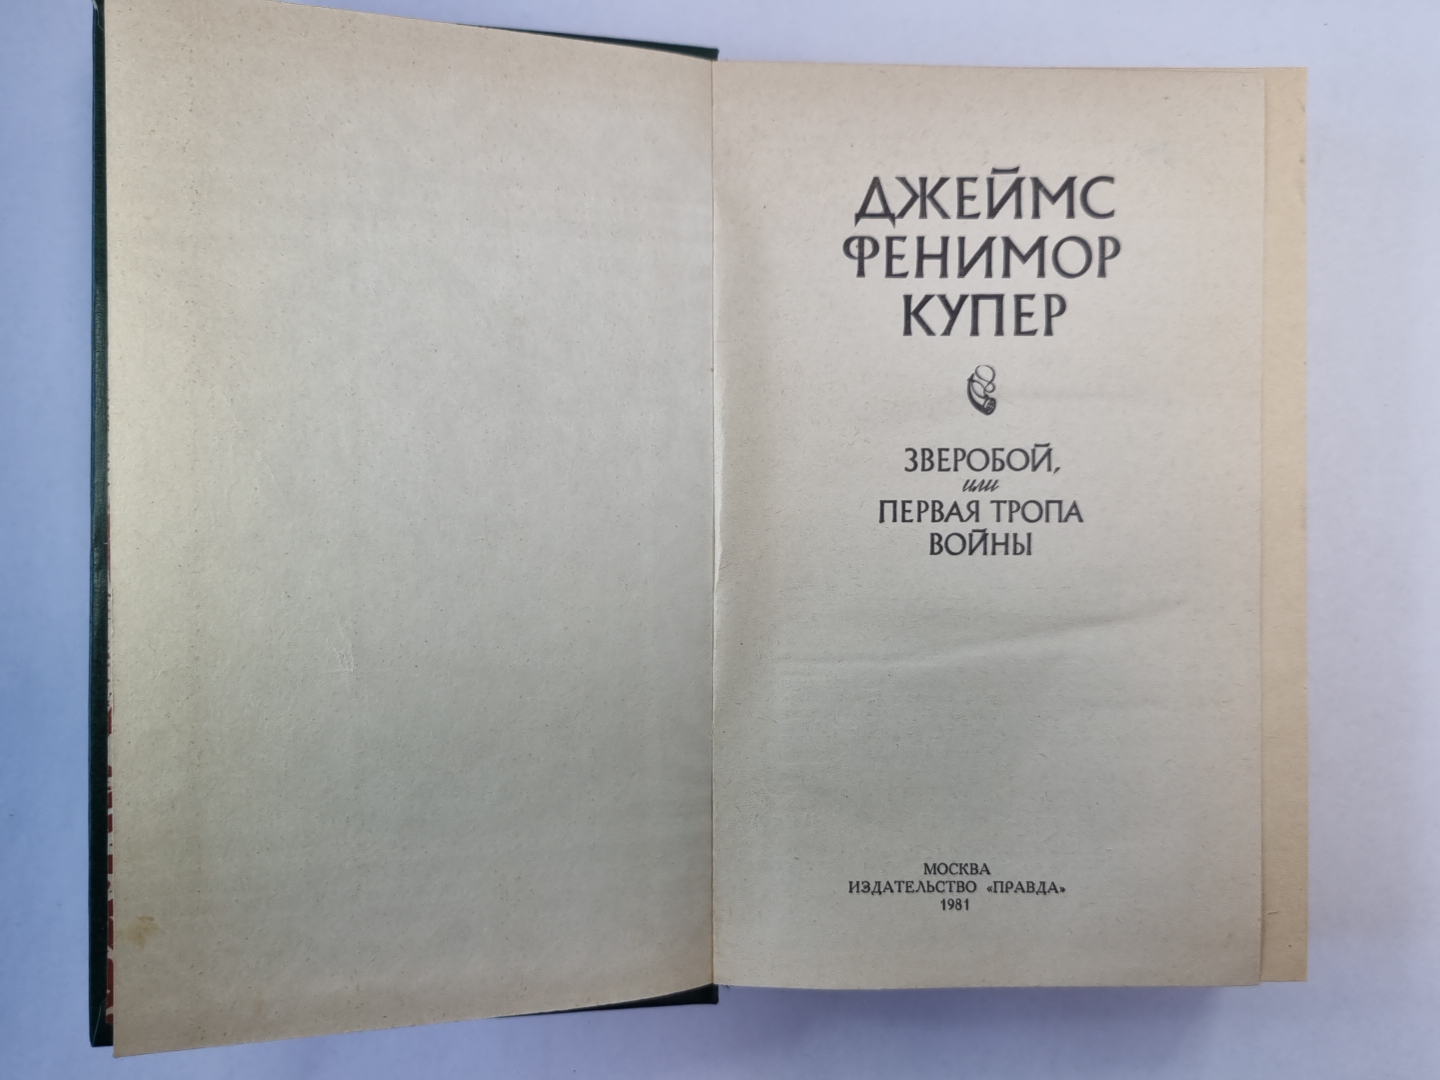 ДЖЕЙМС
ФЕНИМОР
КУПЕР
ЗВЕРОБОЙ,
или
ПЕРВАЯ ТРОПА
ВОЙНЫ
МОСКВА
ИЗДАТЕЛЬСТВО «ПРАВДА»
1981